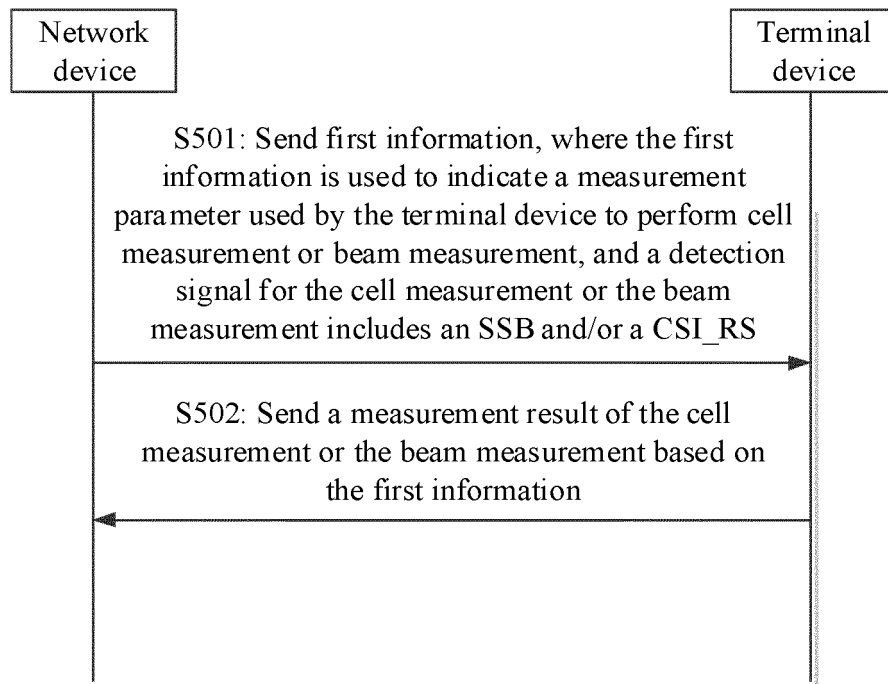 Network
device
Terminal
device
S501: Send first information, where the first
information is used to indicate a measurement
parameter used by the terminal device to perform cell
measurement or beam measurement, and a detection
signal for the cell measurement or the beam
measurement includes an SSB and/or a CSI_RS
S502: Send a measurement result of the cell
measurement or the beam measurement based on
the first information